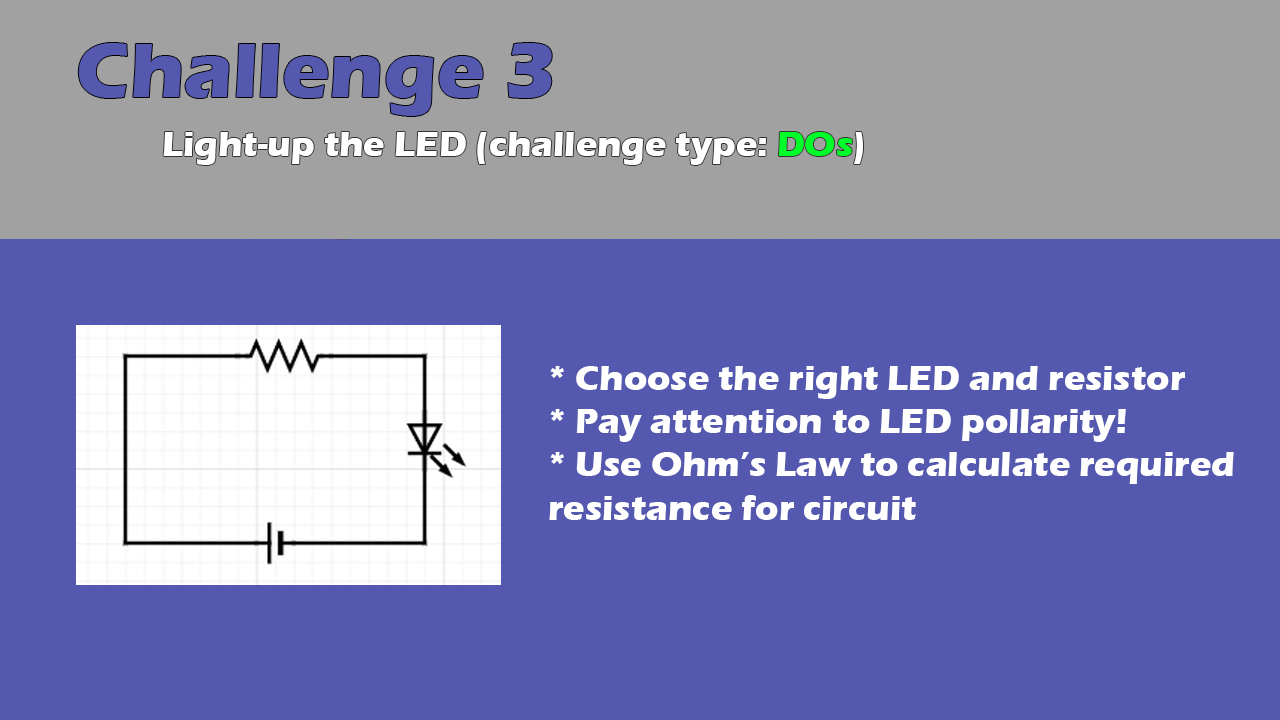 Challenge 3
Light-up the LED (challenge type: DOs)
* Choose the right LED and resistor
* Pay attention to LED pollarity!
* Use Ohm's Law to calculate required
resistance for circuit